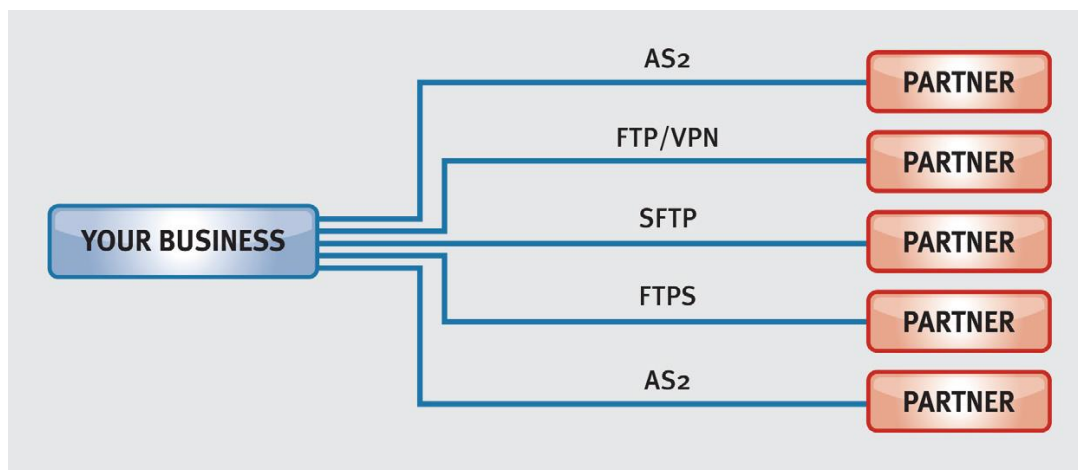 AS2
PARTNER
FTP/VPN
PARTNER
YOUR BUSINESS
SFTP
PARTNER
FTPS
PARTNER
AS2
PARTNER